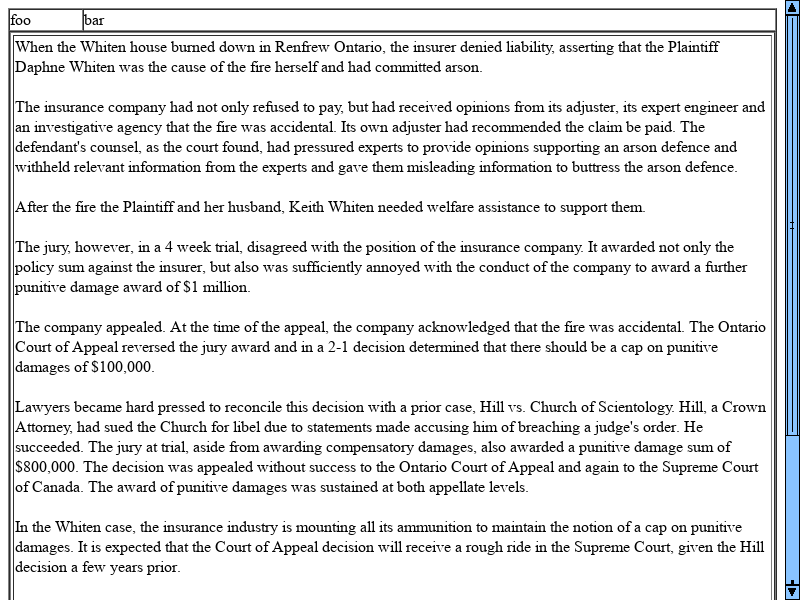 foo bar
When the Whiten house burned down in Renfrew Ontario, the insurer denied liability, asserting that the Plaintiff
Daphne Whiten was the cause of the fire herself and had committed arson.
The insurance company had not only refused to pay, but had received opinions from its adjuster, its expert engineer and
an investigative agency that the fire was accidental. Its own adjuster had recommended the claim be paid. The
defendant's counsel, as the court found, had pressured experts to provide opinions supporting an arson defence and
withheld relevant information from the experts and gave them misleading information to buttress the arson defence.
After the fire the Plaintiff and her husband, Keith Whiten needed welfare assistance to support them.
The jury, however, in a 4 week trial, disagreed with the position of the insurance company. It awarded not only the
policy sum against the insurer, but also was sufficiently annoyed with the conduct of the company to award a further
punitive damage award of $1 million.
The company appealed. At the time of the appeal, the company acknowledged that the fire was accidental. The Ontario
Court of Appeal reversed the jury award and in a 2-1 decision determined that there should be a cap on punitive
damages of $100,000.
Lawyers became hard pressed to reconcile this decision with a prior case, Hill vs. Church of Scientology. Hill, a Crown
Attorney, had sued the Church for libel due to statements made accusing him of breaching a judge's order. He
succeeded. The jury at trial, aside from awarding compensatory damages, also awarded a punitive damage sum of
$800,000. The decision was appealed without success to the Ontario Court of Appeal and again to the Supreme Court
of Canada. The award of punitive damages was sustained at both appellate levels.
In the Whiten case, the insurance industry is mounting all its ammunition to maintain the notion of a cap on punitive
damages. It is expected that the Court of Appeal decision will receive a rough ride in the Supreme Court, given the Hill
decision a few years prior.